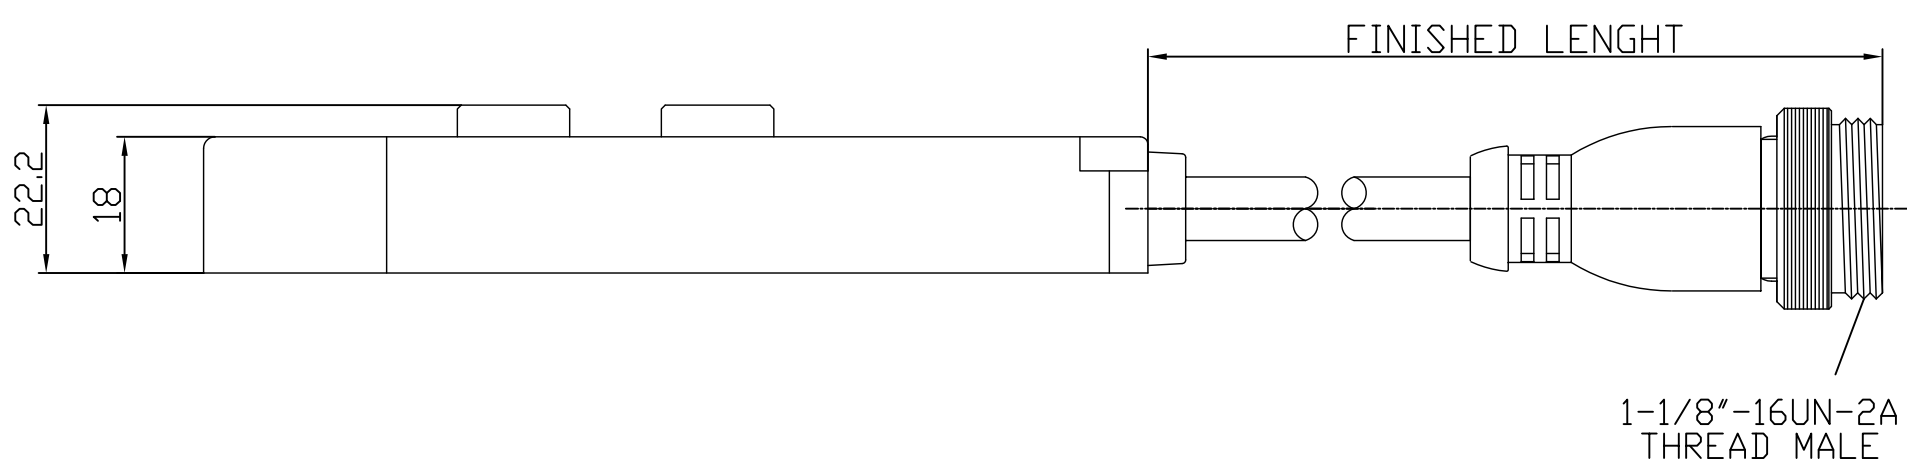 FINISHED LENGHT
22.2
18
1-1/8"-16UN-2A
THREAD MALE